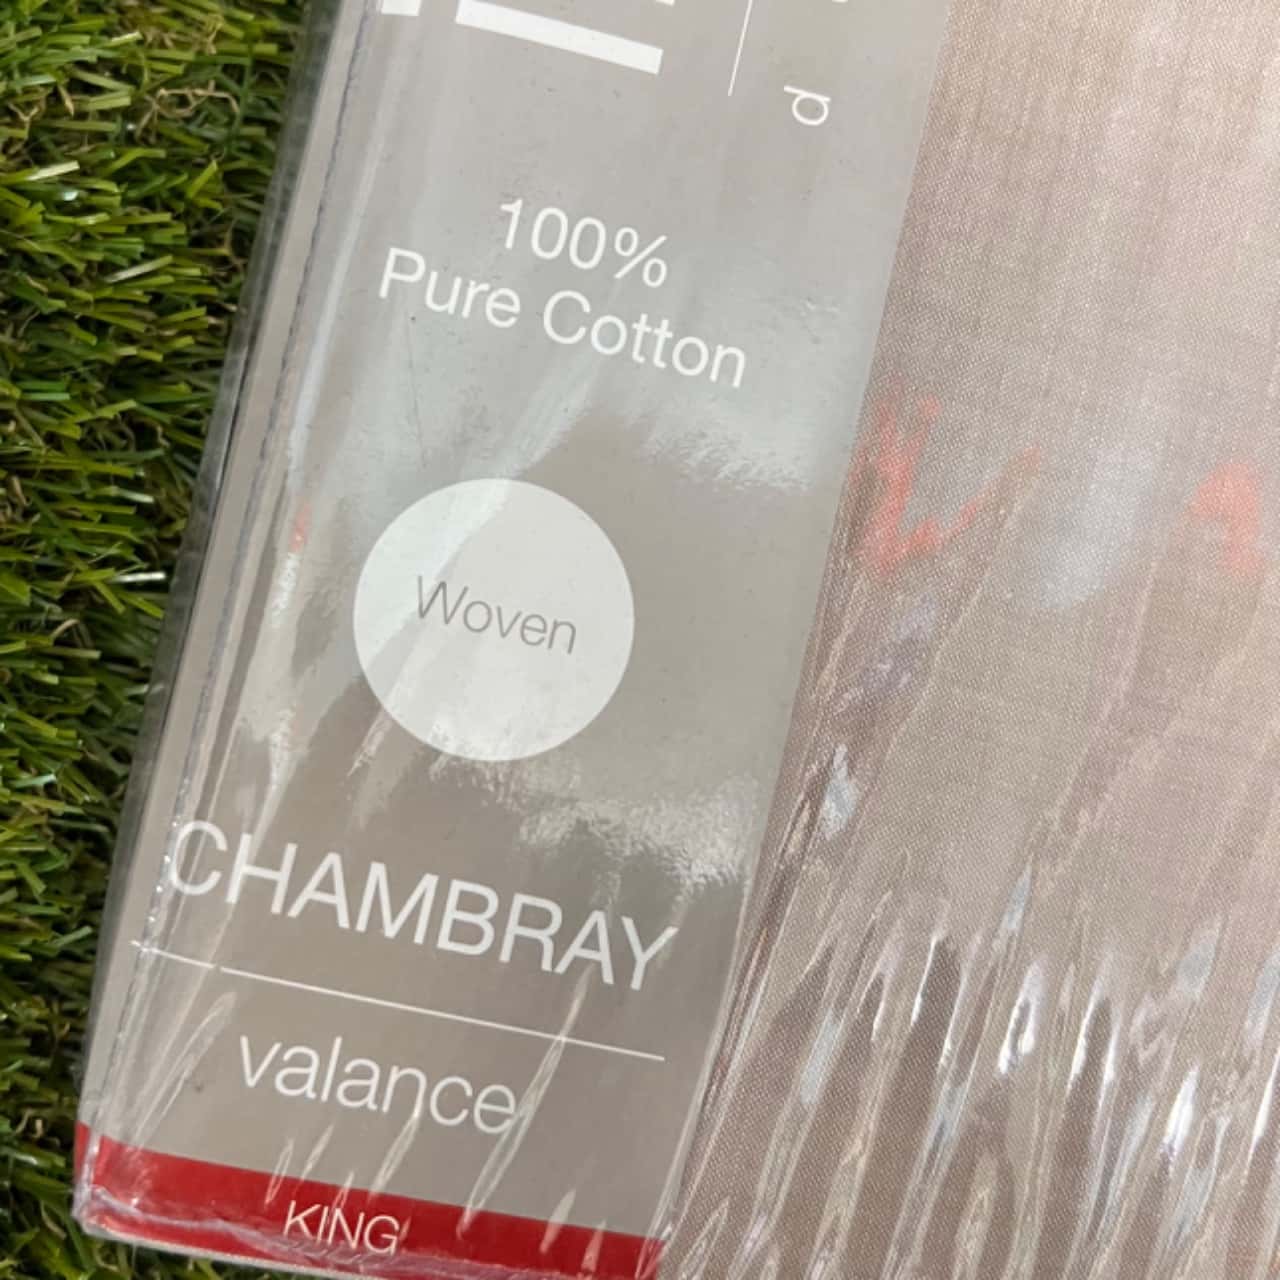 100%
Pure Cotton
Woven
CHAMBRAY
valance
KING